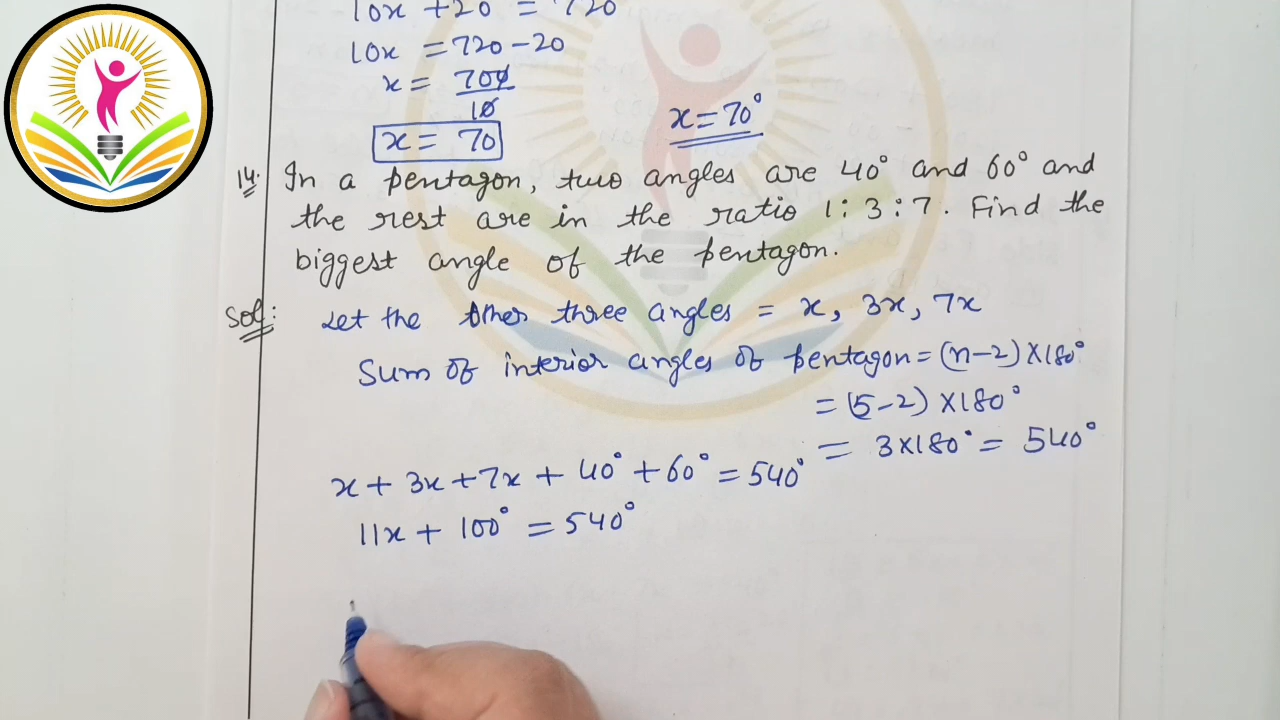 10x + 20 = 720
10x = 720 - 20
x = 700/10
x = 70
x = 70°
14. In a pentagon, two angles are 40° and 60° and
the rest are in the ratio 1 : 3 : 7. Find the
biggest angle of the pentagon.
Sol: Let the other three angles = x, 3x, 7x
Sum of interior angles of pentagon = (n-2) × 180°
= (5-2) × 180°
= 3 × 180° = 540°
x + 3x + 7x + 40° + 60° = 540°
11x + 100° = 540°